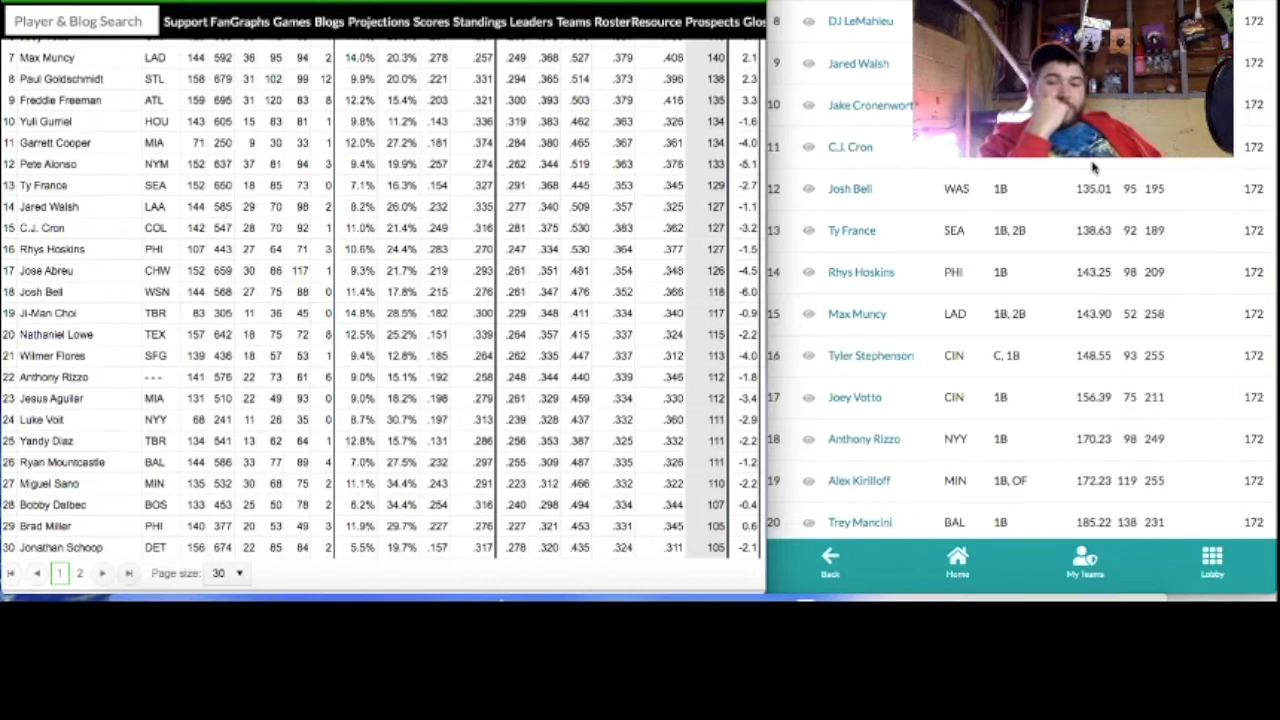 Player & Blog Search Support FanGraphs Games Blogs Projections Scores Standings Leaders Teams RosterResource Prospects Glos
7 Max Muncy LAD 144 592 36 95 94 2 14.0% 20.3% .278 .257 .249 .368 .527 .379 .406 140 2.1
8 Paul Goldschmidt STL 158 679 31 102 99 12 9.9% 20.0% .221 .331 .294 .365 .514 .373 .396 138 2.3
9 Freddie Freeman ATL 159 695 31 120 83 8 12.2% 15.4% .203 .321 .300 .393 .503 .379 .416 135 3.3
10 Yuli Gurriel HOU 143 605 15 83 81 1 9.8% 11.2% .143 .336 .319 .383 .462 .363 .326 134 -1.6
11 Garrett Cooper MIA 71 250 9 30 33 1 12.0% 27.2% .181 .374 .284 .380 .465 .367 .361 134 -4.0
12 Pete Alonso NYM 152 637 37 81 94 3 9.4% 19.9% .257 .274 .262 .344 .519 .363 .376 133 -5.1
13 Ty France SEA 152 650 18 85 73 0 7.1% 16.3% .154 .327 .291 .368 .445 .353 .345 129 -2.7
14 Jared Walsh LAA 144 585 29 70 98 2 8.2% 26.0% .232 .335 .277 .340 .509 .357 .325 127 -1.1
15 C.J. Cron COL 142 547 28 70 92 1 11.0% 21.4% .249 .316 .281 .375 .530 .383 .362 127 -3.2
16 Rhys Hoskins PHI 107 443 27 64 71 3 10.6% 24.4% .283 .270 .247 .334 .530 .364 .377 127 -1.5
17 Jose Abreu CHW 152 659 30 86 117 1 9.3% 21.7% .219 .293 .261 .351 .481 .354 .348 126 -4.5
18 Josh Bell WSN 144 568 27 75 88 0 11.4% 17.8% .215 .276 .261 .347 .476 .352 .366 118 -6.0
19 Ji-Man Choi TBR 83 305 11 36 45 0 14.8% 28.5% .182 .300 .229 .348 .411 .334 .340 117 -0.9
20 Nathaniel Lowe TEX 157 642 18 75 72 8 12.5% 25.2% .151 .339 .264 .357 .415 .337 .324 115 -2.2
21 Wilmer Flores SFG 139 436 18 57 53 1 9.4% 12.8% .185 .264 .262 .335 .447 .337 .312 113 -4.0
22 Anthony Rizzo - - - 141 576 22 73 61 6 9.0% 15.1% .192 .258 .248 .344 .440 .339 .346 112 -1.8
23 Jesus Aguilar MIA 131 510 22 49 93 0 9.0% 18.2% .198 .279 .261 .329 .459 .334 .330 112 -3.4
24 Luke Voit NYY 68 241 11 26 35 0 8.7% 30.7% .197 .313 .239 .328 .437 .332 .360 111 -2.9
25 Yandy Diaz TBR 134 541 13 62 64 1 12.8% 15.7% .131 .286 .256 .353 .387 .325 .332 111 -2.2
26 Ryan Mountcastle BAL 144 586 33 77 89 4 7.0% 27.5% .232 .297 .255 .309 .487 .335 .326 111 -1.2
27 Miguel Sano MIN 135 532 30 68 75 2 11.1% 34.4% .243 .291 .223 .312 .466 .332 .322 110 -2.2
28 Bobby Dalbec BOS 133 453 25 50 78 2 6.2% 34.4% .254 .316 .240 .298 .494 .334 .344 107 -0.4
29 Brad Miller PHI 140 377 20 53 49 3 11.9% 29.7% .227 .276 .227 .321 .453 .331 .345 105 0.6
30 Jonathan Schoop DET 156 674 22 85 84 2 5.5% 19.7% .157 .317 .278 .320 .435 .324 .311 105 -2.1
1 2 Page size: 30
8 DJ LeMahieu 172
9 Jared Walsh 172
10 Jake Cronenwort 172
11 C.J. Cron 172
12 Josh Bell WAS 1B 135.01 95 195 172
13 Ty France SEA 1B, 2B 138.63 92 189 172
14 Rhys Hoskins PHI 1B 143.25 98 209 172
15 Max Muncy LAD 1B, 2B 143.90 52 258 172
16 Tyler Stephenson CIN C, 1B 148.55 93 255 172
17 Joey Votto CIN 1B 156.39 75 211 172
18 Anthony Rizzo NYY 1B 170.23 98 249 172
19 Alex Kirilloff MIN 1B, OF 172.23 119 255 172
20 Trey Mancini BAL 1B 185.22 138 231 172
Back Home My Teams Lobby